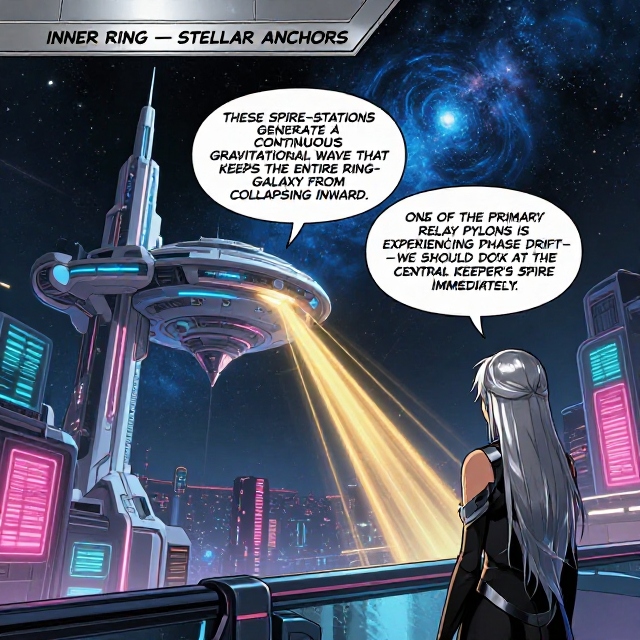 INNER RING — STELLAR ANCHORS
THESE SPIRE-STATIONS
GENERATE A
CONTINUOUS
GRAVITATIONAL WAVE THAT
KEEPS THE ENTIRE RING-
GALAXY FROM
COLLAPSING INWARD.
ONE OF THE PRIMARY
RELAY PYLONS IS
EXPERIENCING PHASE DRIFT-
-WE SHOULD DOK AT THE
CENTRAL KEEPER'S SPIRE
IMMEDIATELY.